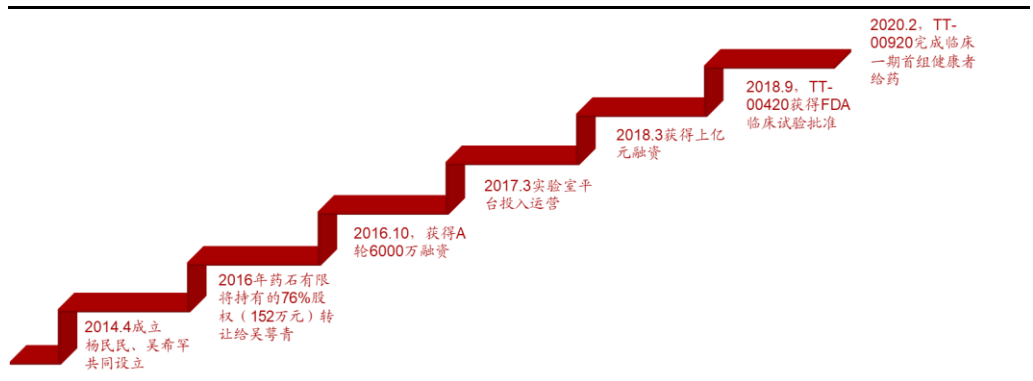 2014.4成立
杨民民、吴希罕
共同设立
2016年药石有限
将持有的76%股
权（152万元）转
让给吴萼青
2016.10，获得A
轮6000万融资
2017.3实验室平
台投入运营
2018.3获得上亿
元融资
2018.9，TT-
00420获得FDA
临床试验批准
2020.2，TT-
00920完成临床
一期首组健康者
给药